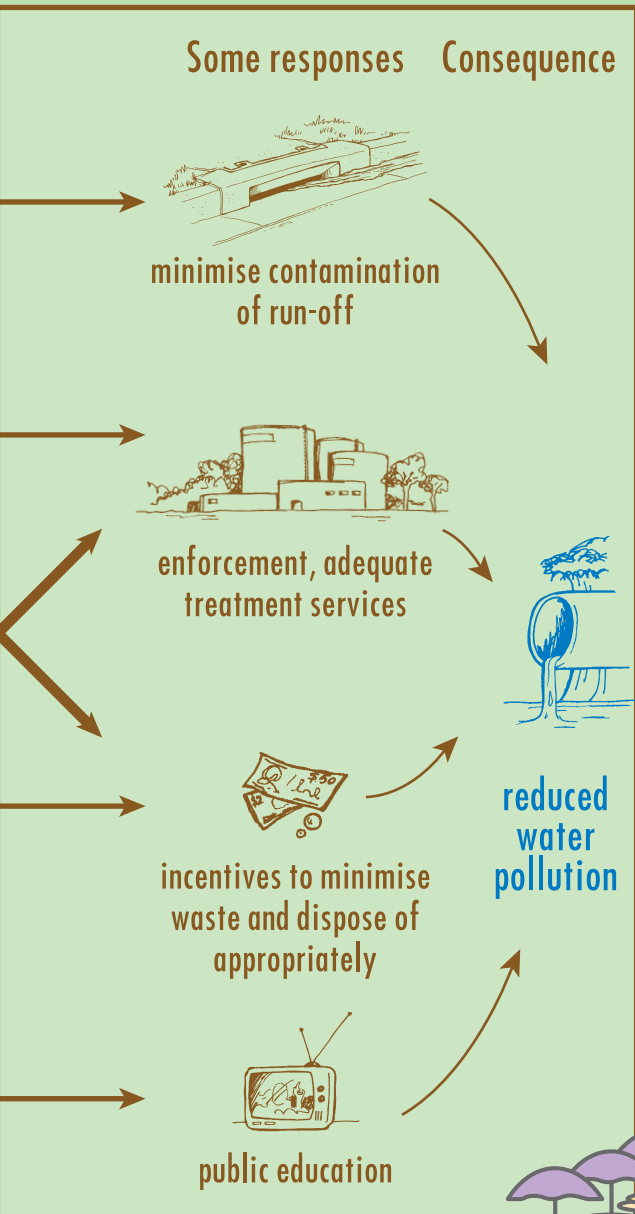 Some responses Consequence
minimise contamination
of run-off
enforcement, adequate
treatment services
incentives to minimise
waste and dispose of
appropriately
reduced
water
pollution
public education